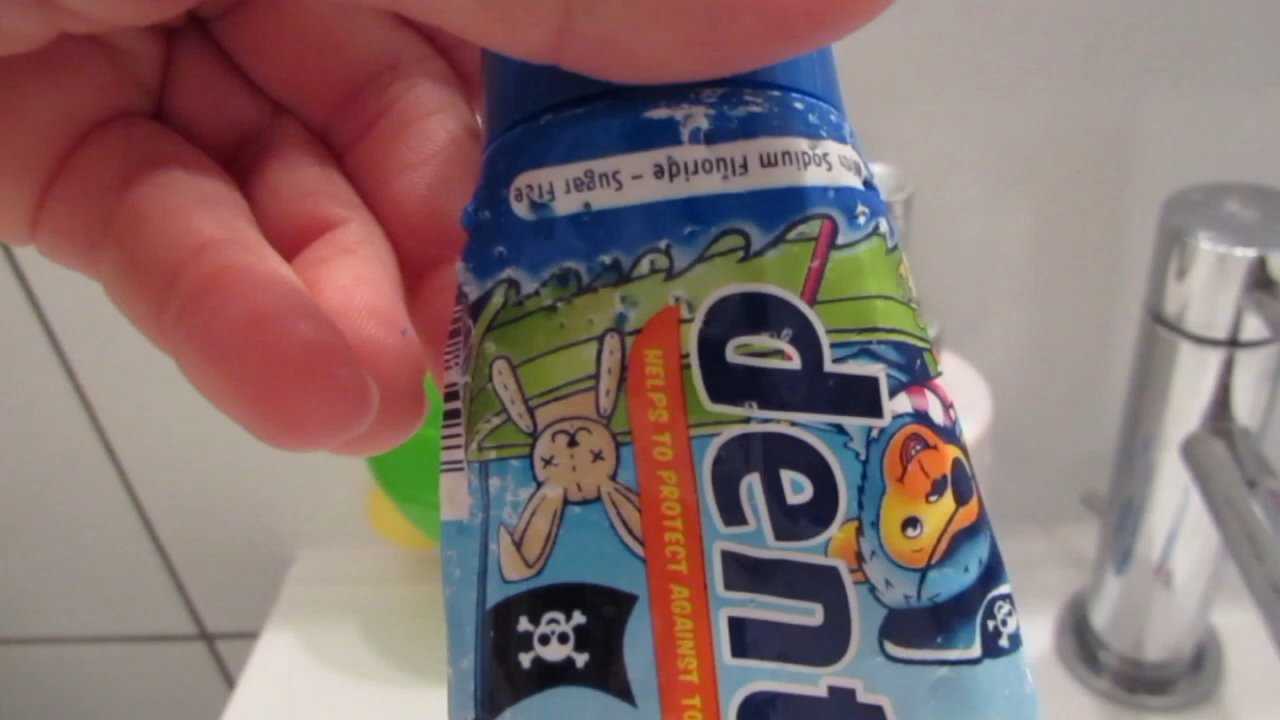 With Sodium Fluoride – Sugar Free
HELPS TO PROTECT AGAINST TO
dent